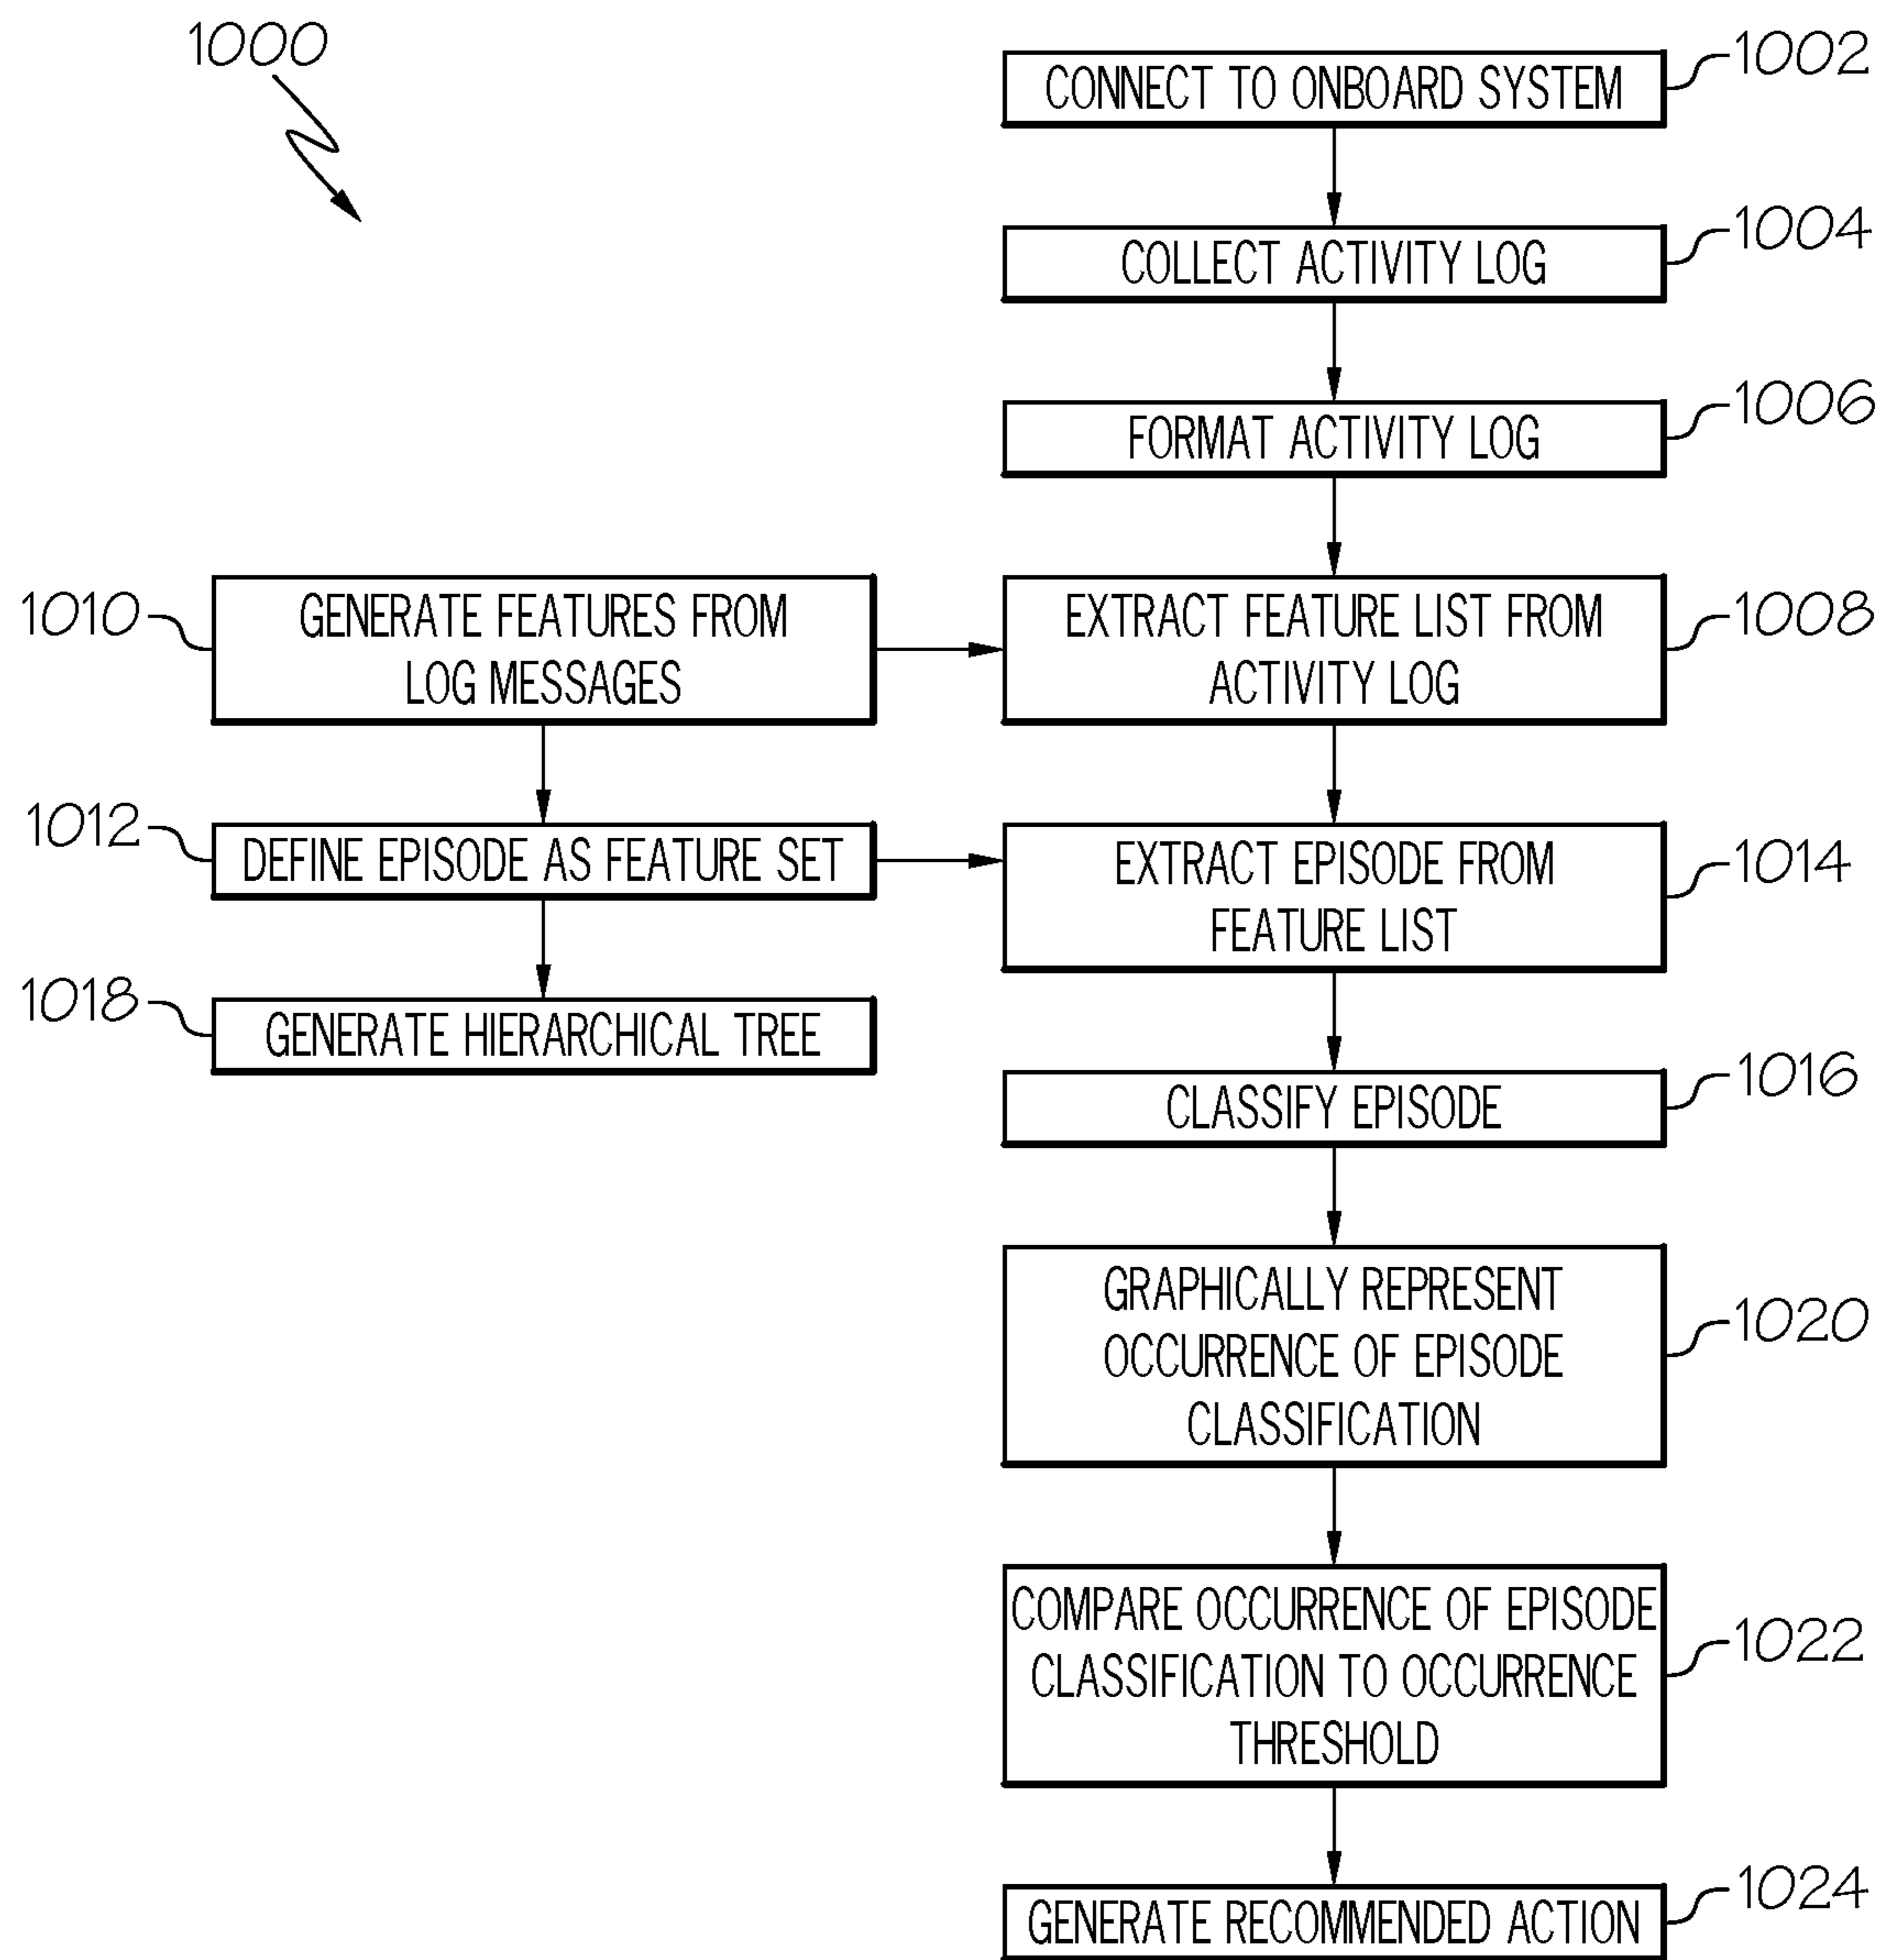 1000
CONNECT TO ONBOARD SYSTEM
1002
COLLECT ACTIVITY LOG
1004
FORMAT ACTIVITY LOG
1006
1010
GENERATE FEATURES FROM
LOG MESSAGES
EXTRACT FEATURE LIST FROM
ACTIVITY LOG
1008
1012
DEFINE EPISODE AS FEATURE SET
EXTRACT EPISODE FROM
FEATURE LIST
1014
1018
GENERATE HIERARCHICAL TREE
CLASSIFY EPISODE
1016
GRAPHICALLY REPRESENT
OCCURRENCE OF EPISODE
CLASSIFICATION
1020
COMPARE OCCURRENCE OF EPISODE
CLASSIFICATION TO OCCURRENCE
THRESHOLD
1022
GENERATE RECOMMENDED ACTION
1024